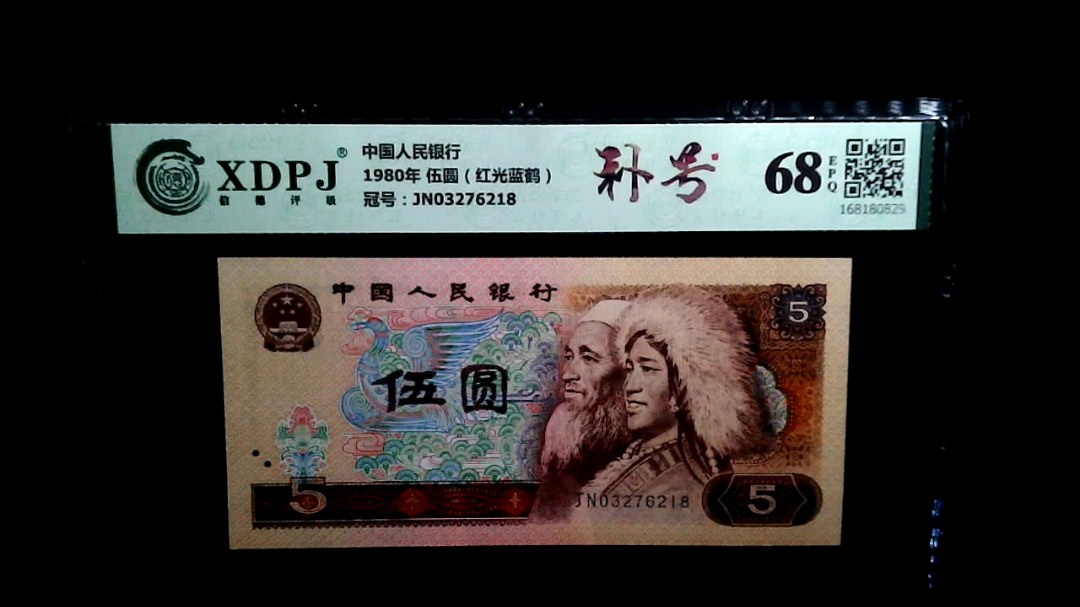 XDPJ®
信德评级
中国人民银行
1980年 伍圆（红光蓝鹤）
冠号：JN03276218
补号
68
EPQ
168180829
中国人民银行
5
伍圆
5
JN03276218
5